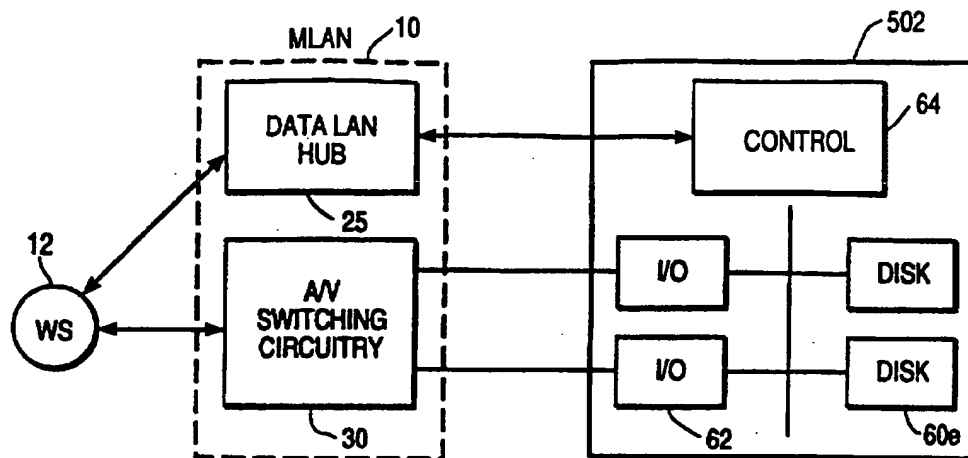 MLAN
10
502
DATA LAN
HUB
25
CONTROL
64
12
WS
A/V
SWITCHING
CIRCUITRY
30
I/O
DISK
I/O
62
DISK
60e